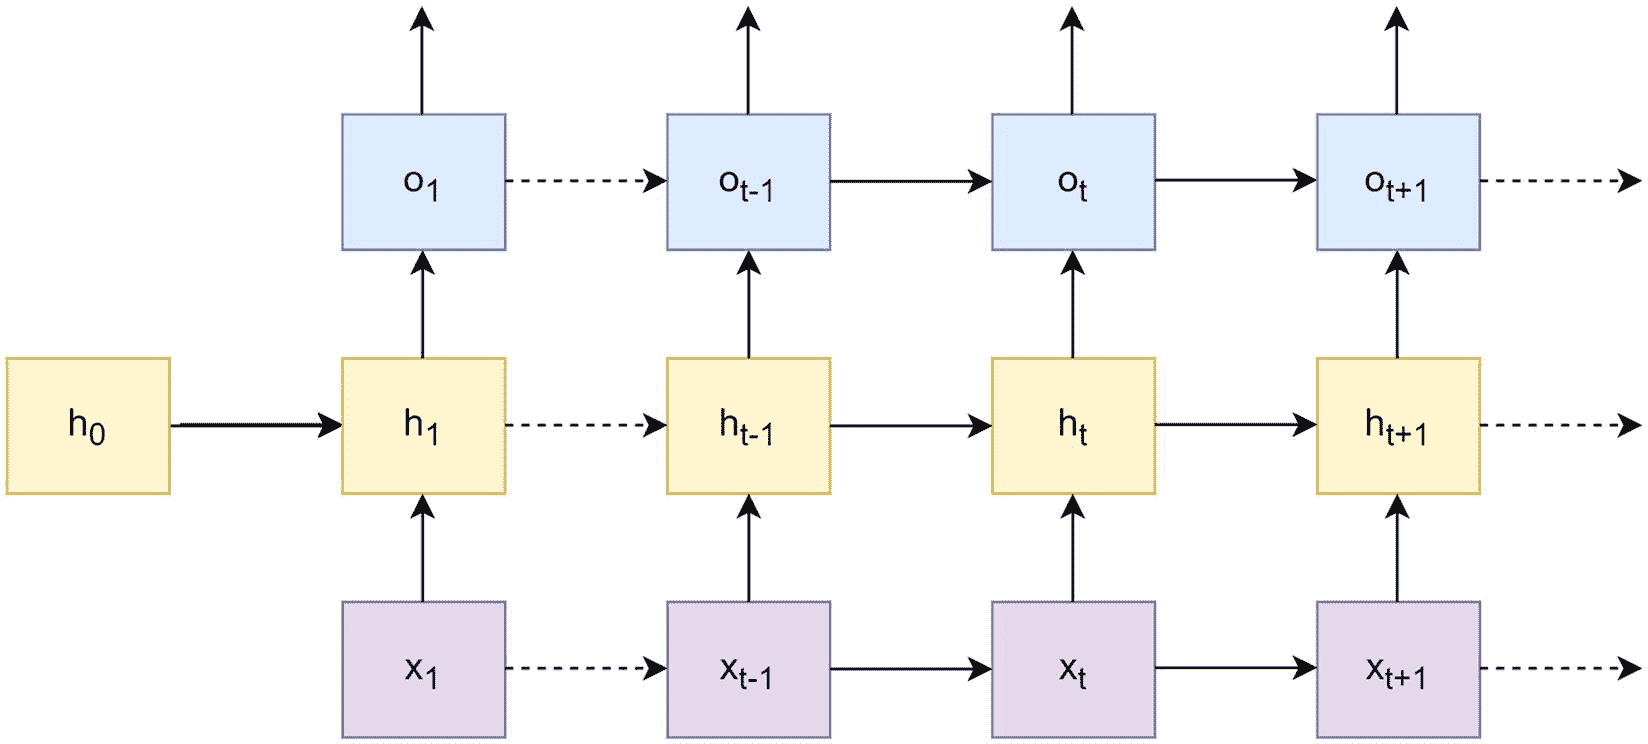 o₁ oₜ₋₁ oₜ oₜ₊₁
h₀ h₁ hₜ₋₁ hₜ hₜ₊₁
x₁ xₜ₋₁ xₜ xₜ₊₁